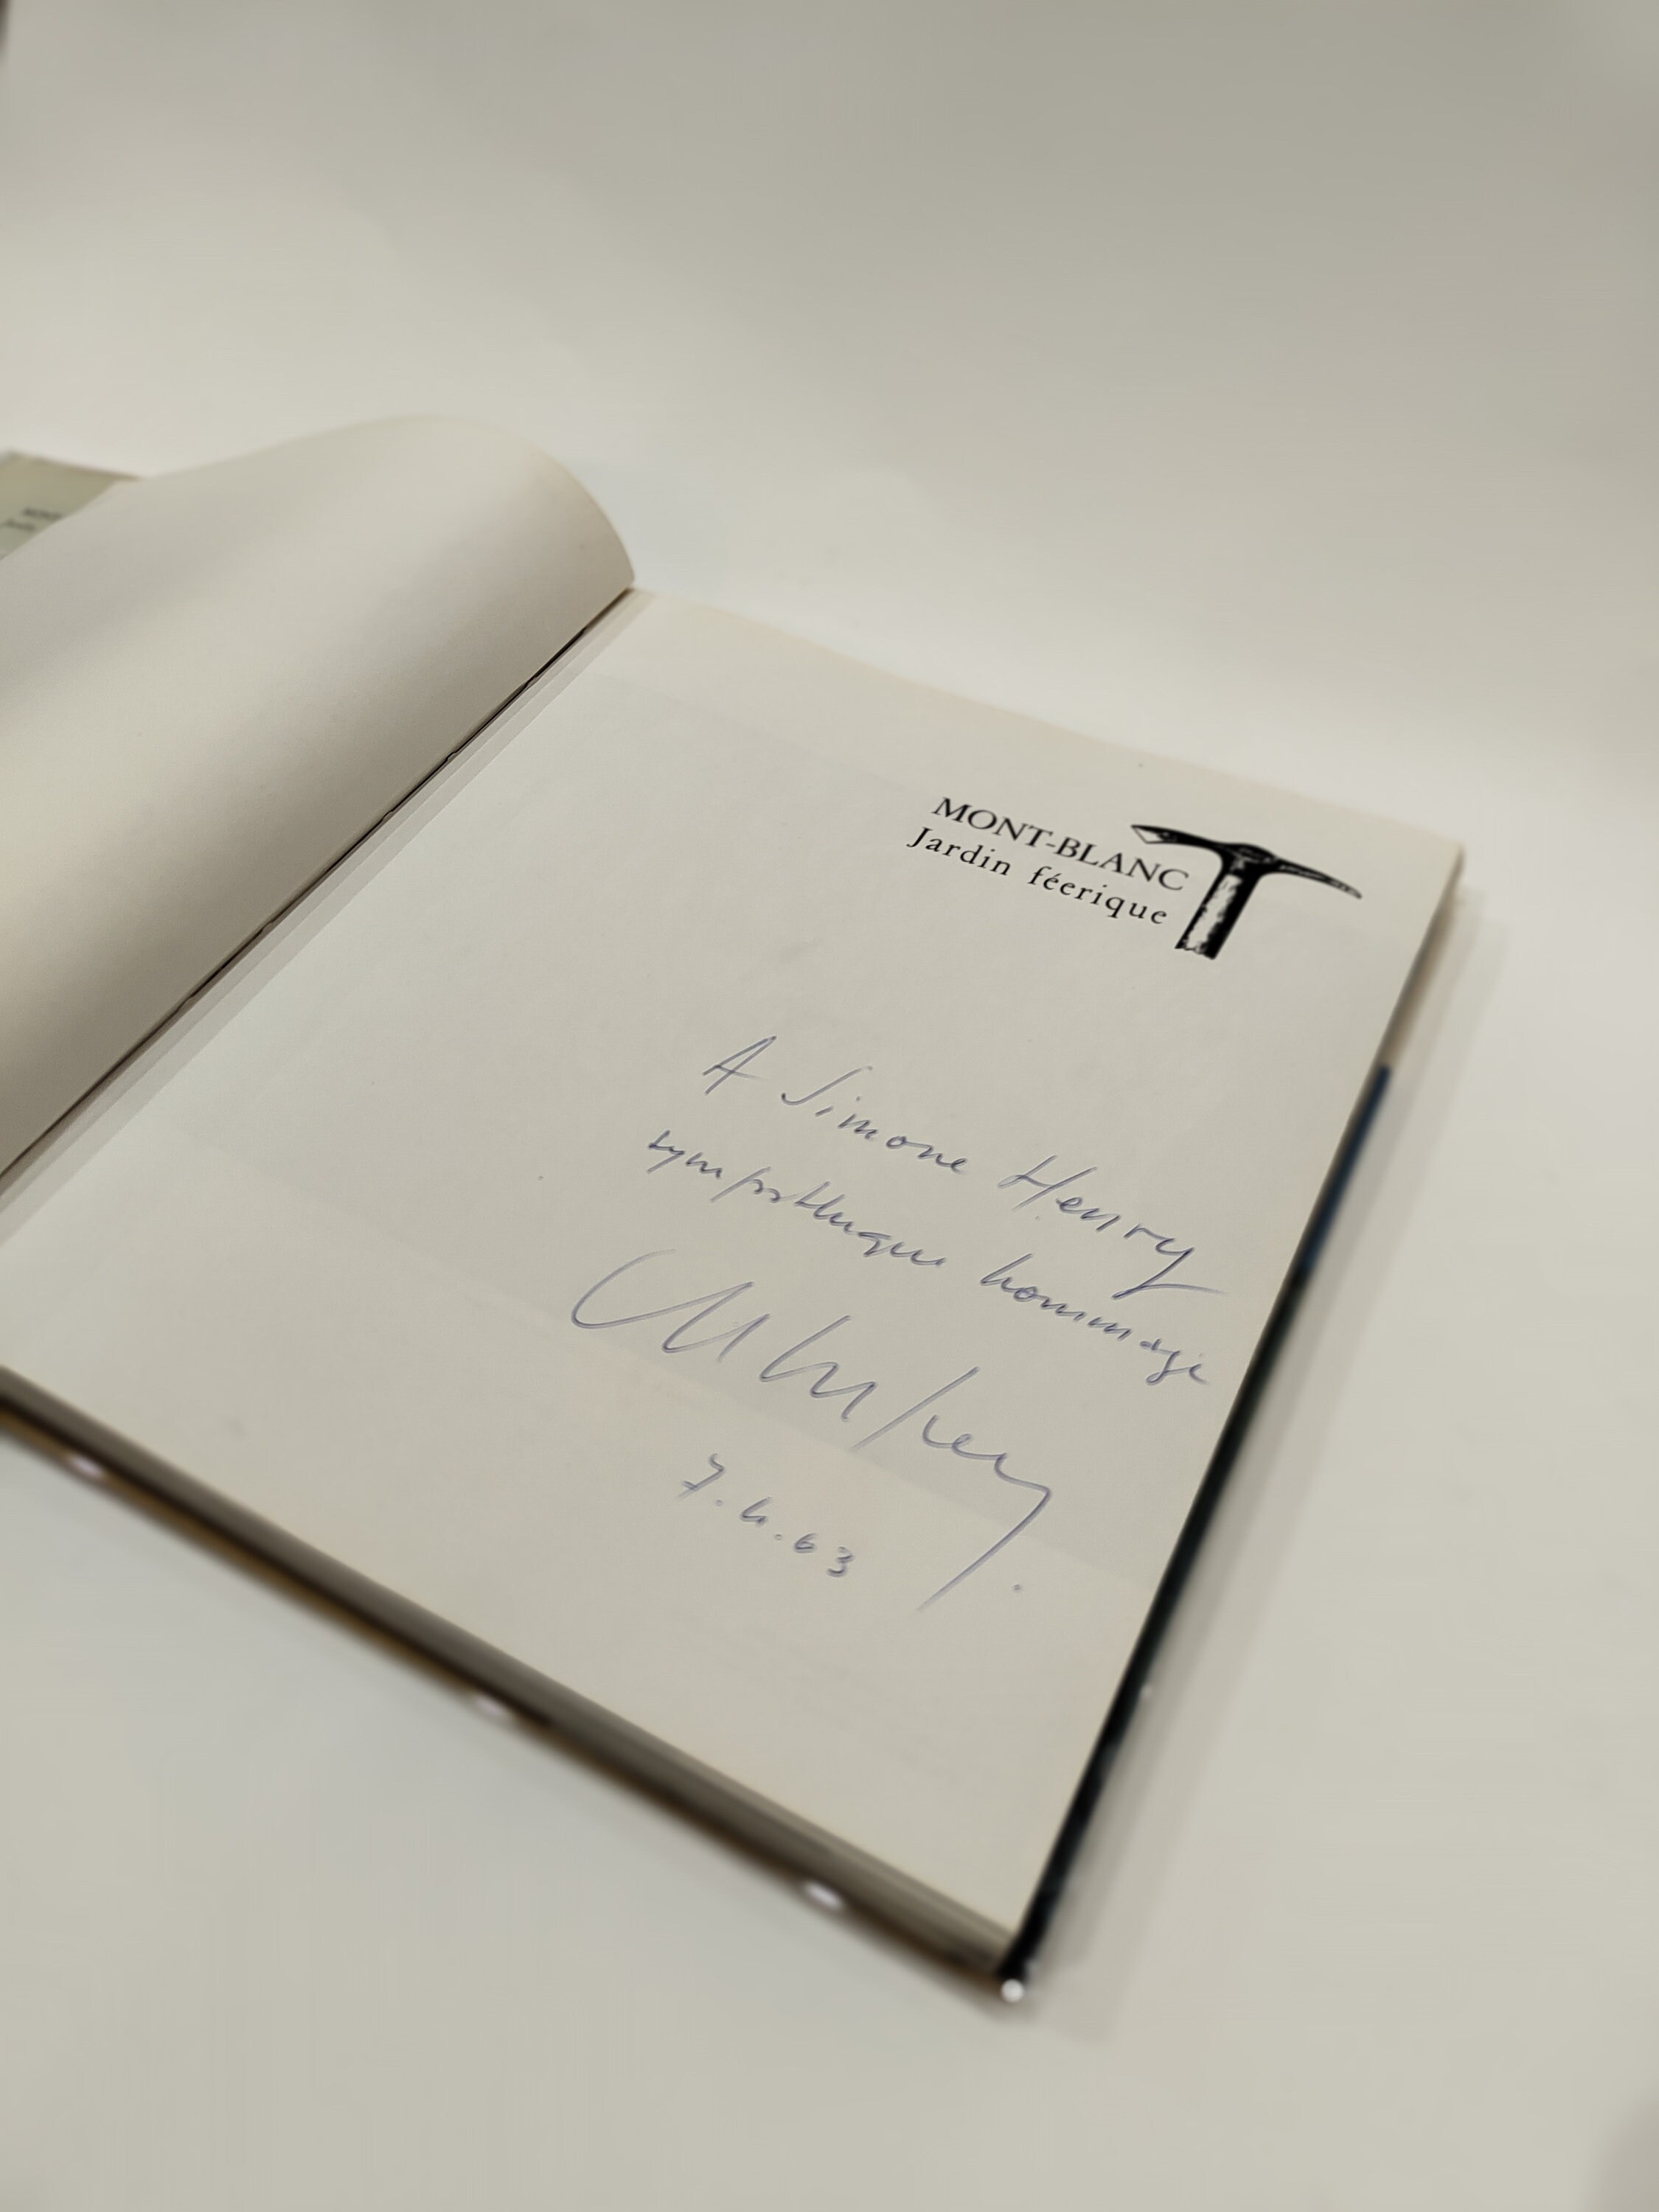 MONT-BLANC
Jardin féerique
A Simone Henry
sympathique hommage
7.4.63